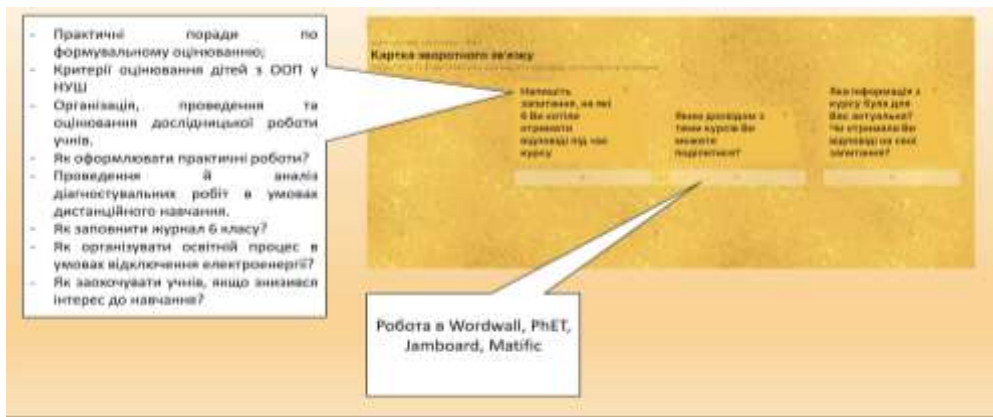 - Практичні поради по
формувальному оцінюванню;
- Критерії оцінювання дітей з ООП у
НУШ
- Організація, проведення та
оцінювання дослідницької роботи
учнів.
- Як оформлювати практичні роботи?
- Проведення й аналіз
діагностувальних робіт в умовах
дистанційного навчання.
- Як заповнити журнал 6 класу?
- Як організувати освітній процес в
умовах відключення електроенергії?
- Як заохочувати учнів, якщо знизився
інтерес до навчання?
Картка зворотного зв'язку
Напишіть
запитання, на які
б Ви хотіли
отримати
відповіді під час
курсу
Яким досвідом з
теми курсів Ви
можете
поділитися?
Яка інформація з
курсу була для
Вас актуальна?
Чи отримали Ви
відповіді на свої
запитання?
Робота в Wordwall, PhET,
Jamboard, Matific